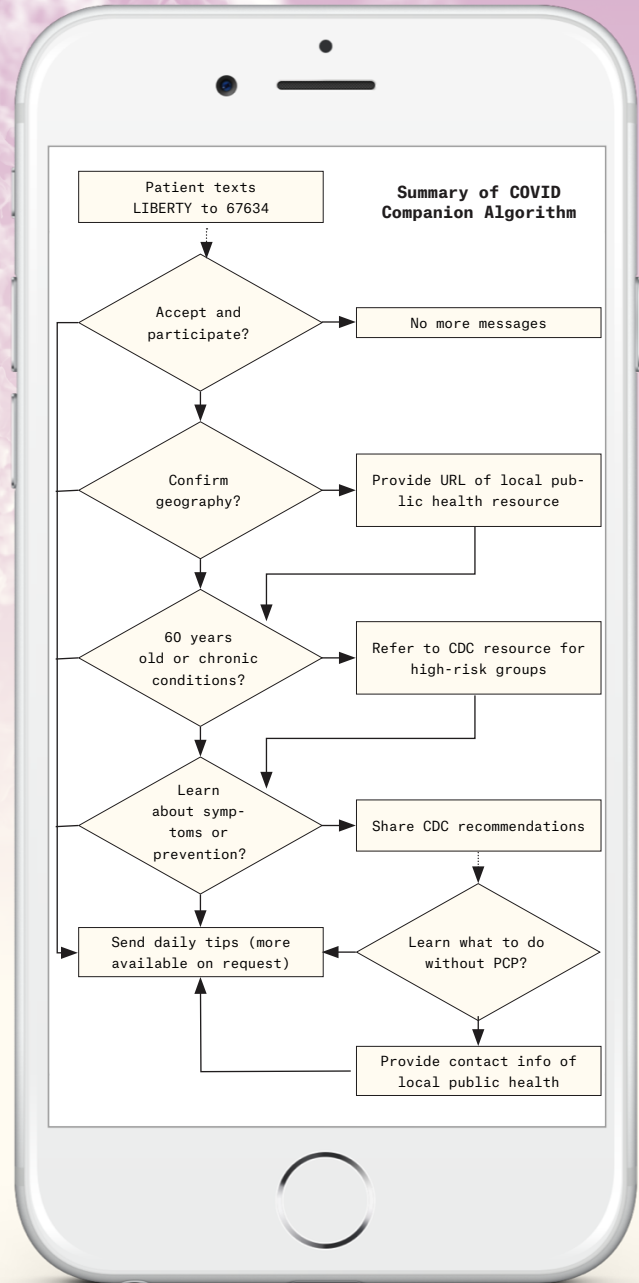 Patient texts
LIBERTY to 67634
Summary of COVID
Companion Algorithm
Accept and
participate?
No more messages
Confirm
geography?
Provide URL of local pub-
lic health resource
60 years
old or chronic
conditions?
Refer to CDC resource for
high-risk groups
Learn
about symp-
toms or
prevention?
Share CDC recommendations
Send daily tips (more
available on request)
Learn what to do
without PCP?
Provide contact info of
local public health